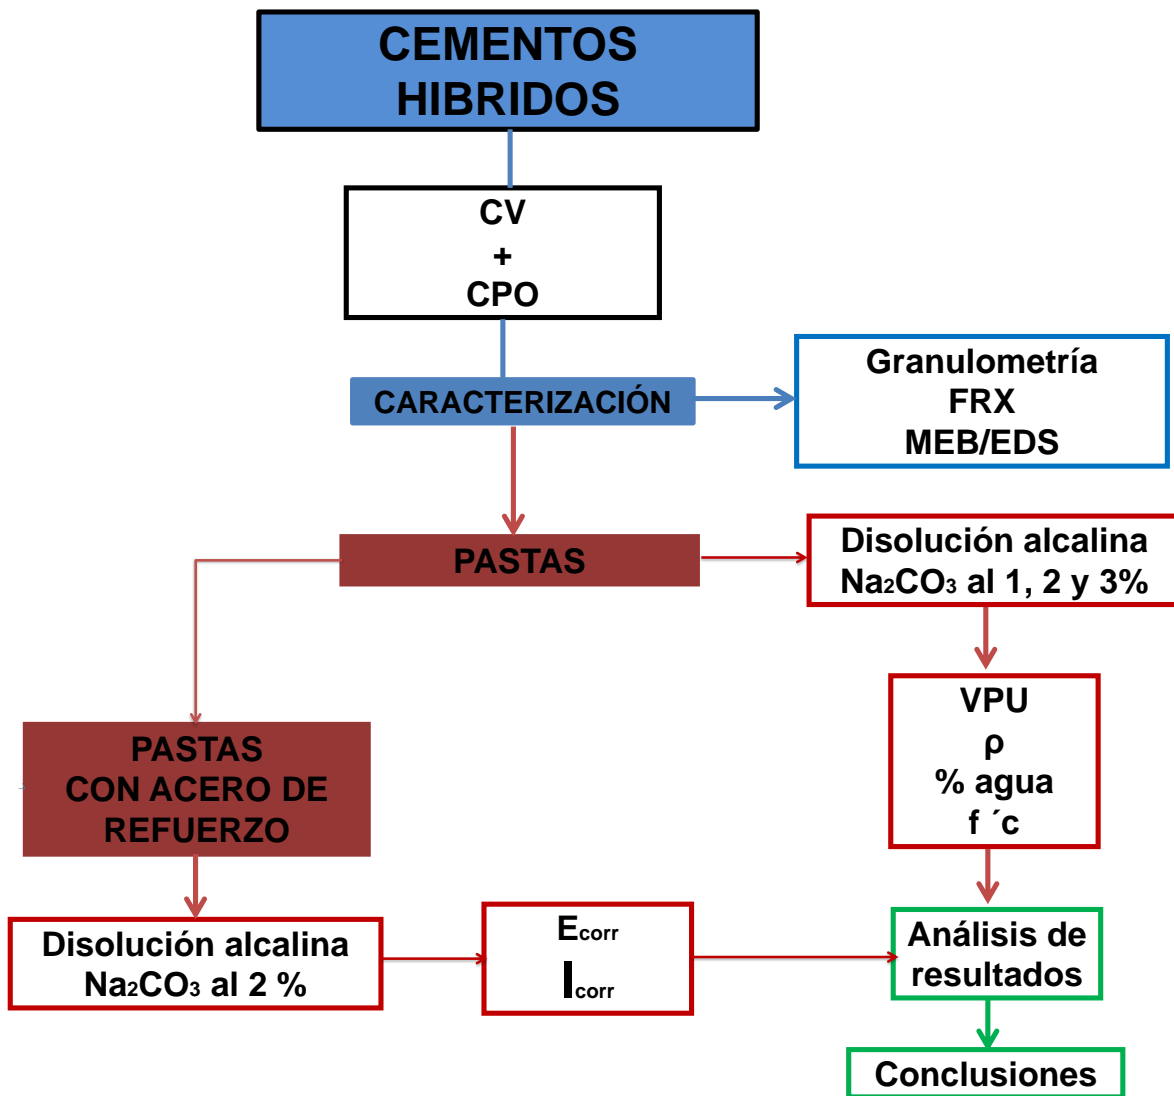 CEMENTOS
HIBRIDOS
CV
+
CPO
CARACTERIZACIÓN
Granulometría
FRX
MEB/EDS
PASTAS
Disolución alcalina
Na₂CO₃ al 1, 2 y 3%
VPU
ρ
% agua
f ´c
PASTAS
CON ACERO DE
REFUERZO
Disolución alcalina
Na₂CO₃ al 2 %
Ecorr
Icorr
Análisis de
resultados
Conclusiones